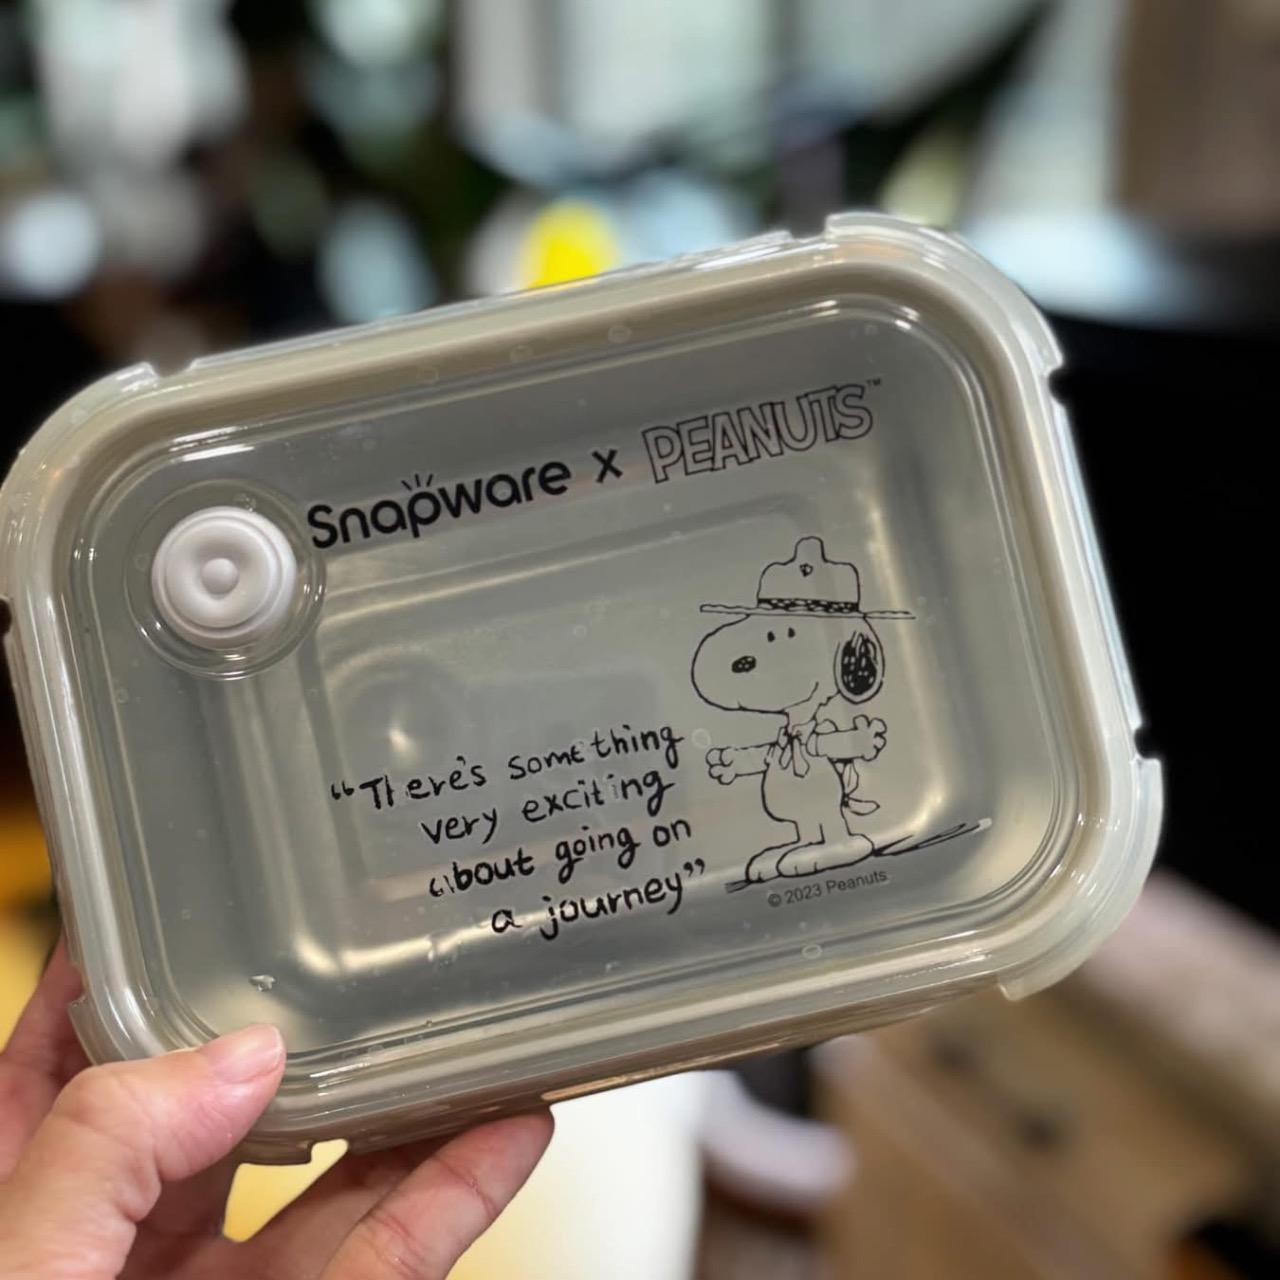 Snapware x PEANUTS™
“There's something
very exciting
about going on
a journey”
© 2023 Peanuts